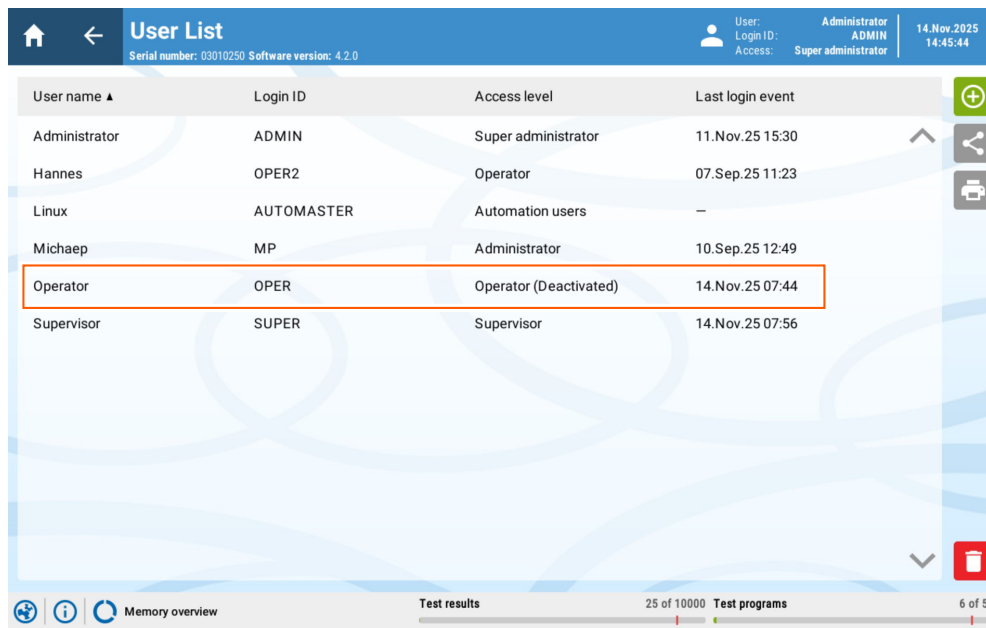 User List
Serial number: 03010250 Software version: 4.2.0
User: Administrator
Login ID: ADMIN
Access: Super administrator
14.Nov.2025
14:45:44
User name ▲ Login ID Access level Last login event
Administrator ADMIN Super administrator 11.Nov.25 15:30
Hannes OPER2 Operator 07.Sep.25 11:23
Linux AUTOMASTER Automation users –
Michaep MP Administrator 10.Sep.25 12:49
Operator OPER Operator (Deactivated) 14.Nov.25 07:44
Supervisor SUPER Supervisor 14.Nov.25 07:56
Memory overview Test results 25 of 10000 Test programs 6 of 5